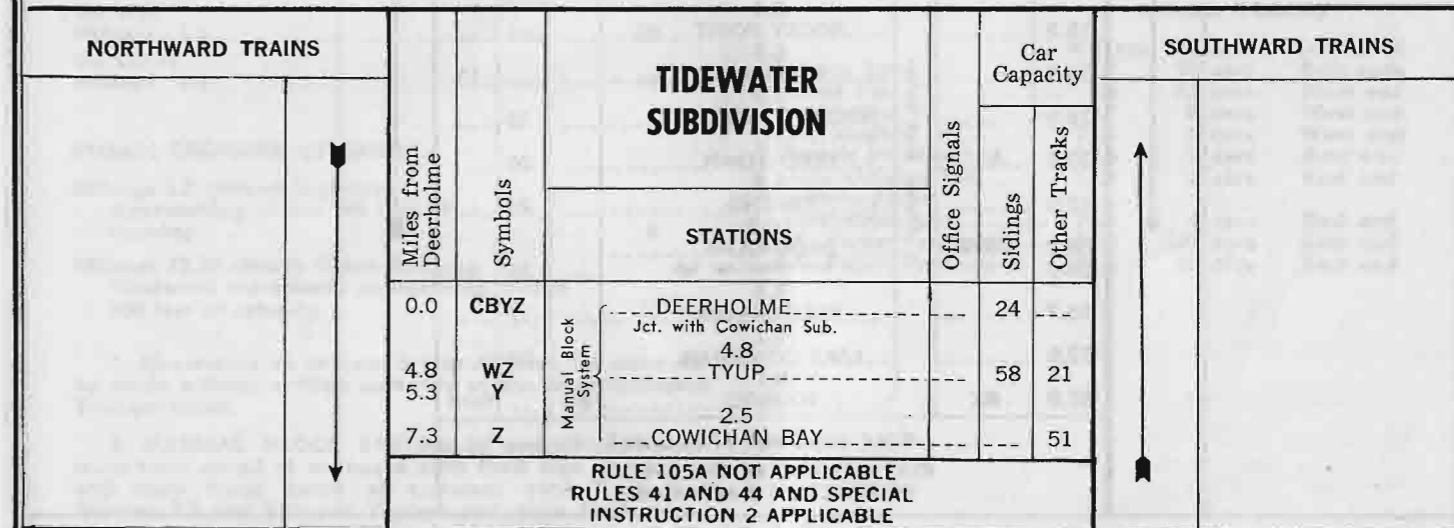 NORTHWARD TRAINS
TIDEWATER
SUBDIVISION
Car
Capacity
SOUTHWARD TRAINS
Miles from
Deerholme
Symbols
STATIONS
Office Signals
Sidings
Other Tracks
Manual Block
System
0.0 CBYZ DEERHOLME 24
Jct. with Cowichan Sub.
4.8
4.8 WZ TYUP 58 21
5.3 Y
2.5
7.3 Z COWICHAN BAY 51
RULE 105A NOT APPLICABLE
RULES 41 AND 44 AND SPECIAL
INSTRUCTION 2 APPLICABLE